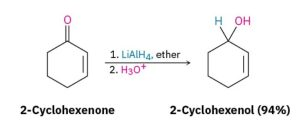 O
H OH
1. LiAlH4, ether
2. H3O+
2-Cyclohexenone
2-Cyclohexenol (94%)